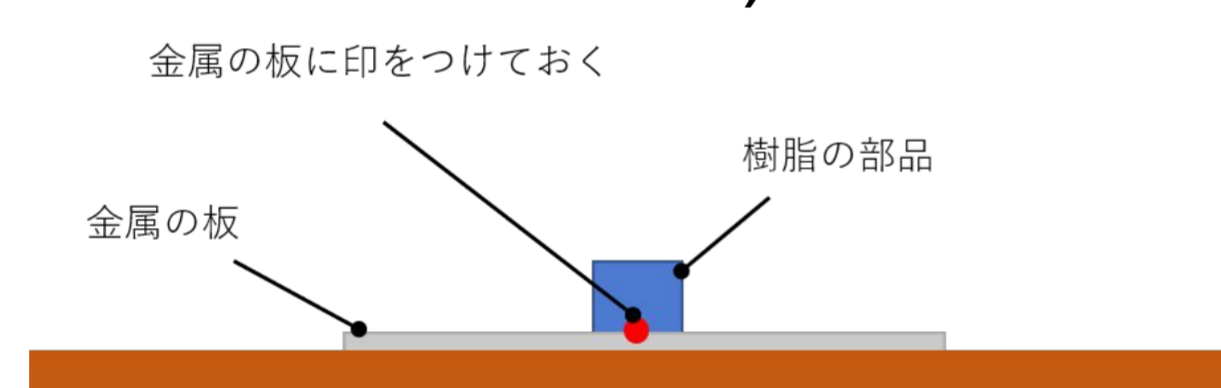 金属の板に印をつけておく
樹脂の部品
金属の板